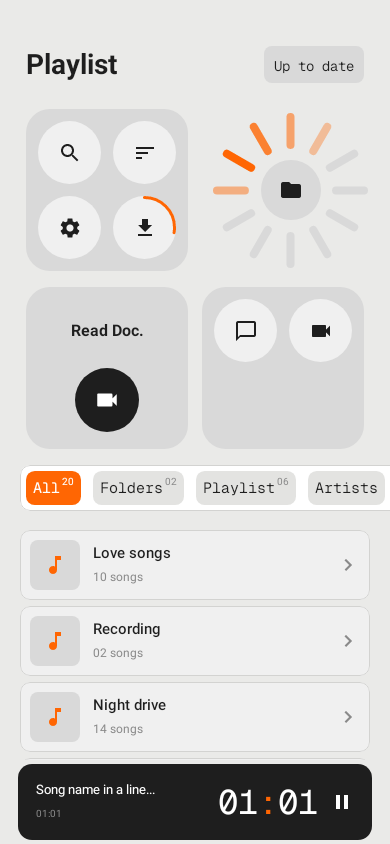 Playlist
Up to date
Read Doc.
All 20
Folders 02
Playlist 06
Artists
Love songs
10 songs
Recording
02 songs
Night drive
14 songs
Song name in a line...
01:01
01:01